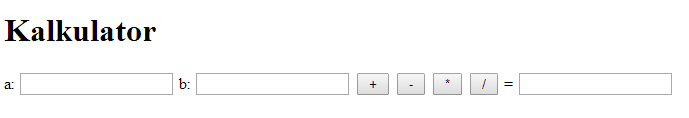 Kalkulator
a: b: + - * / =